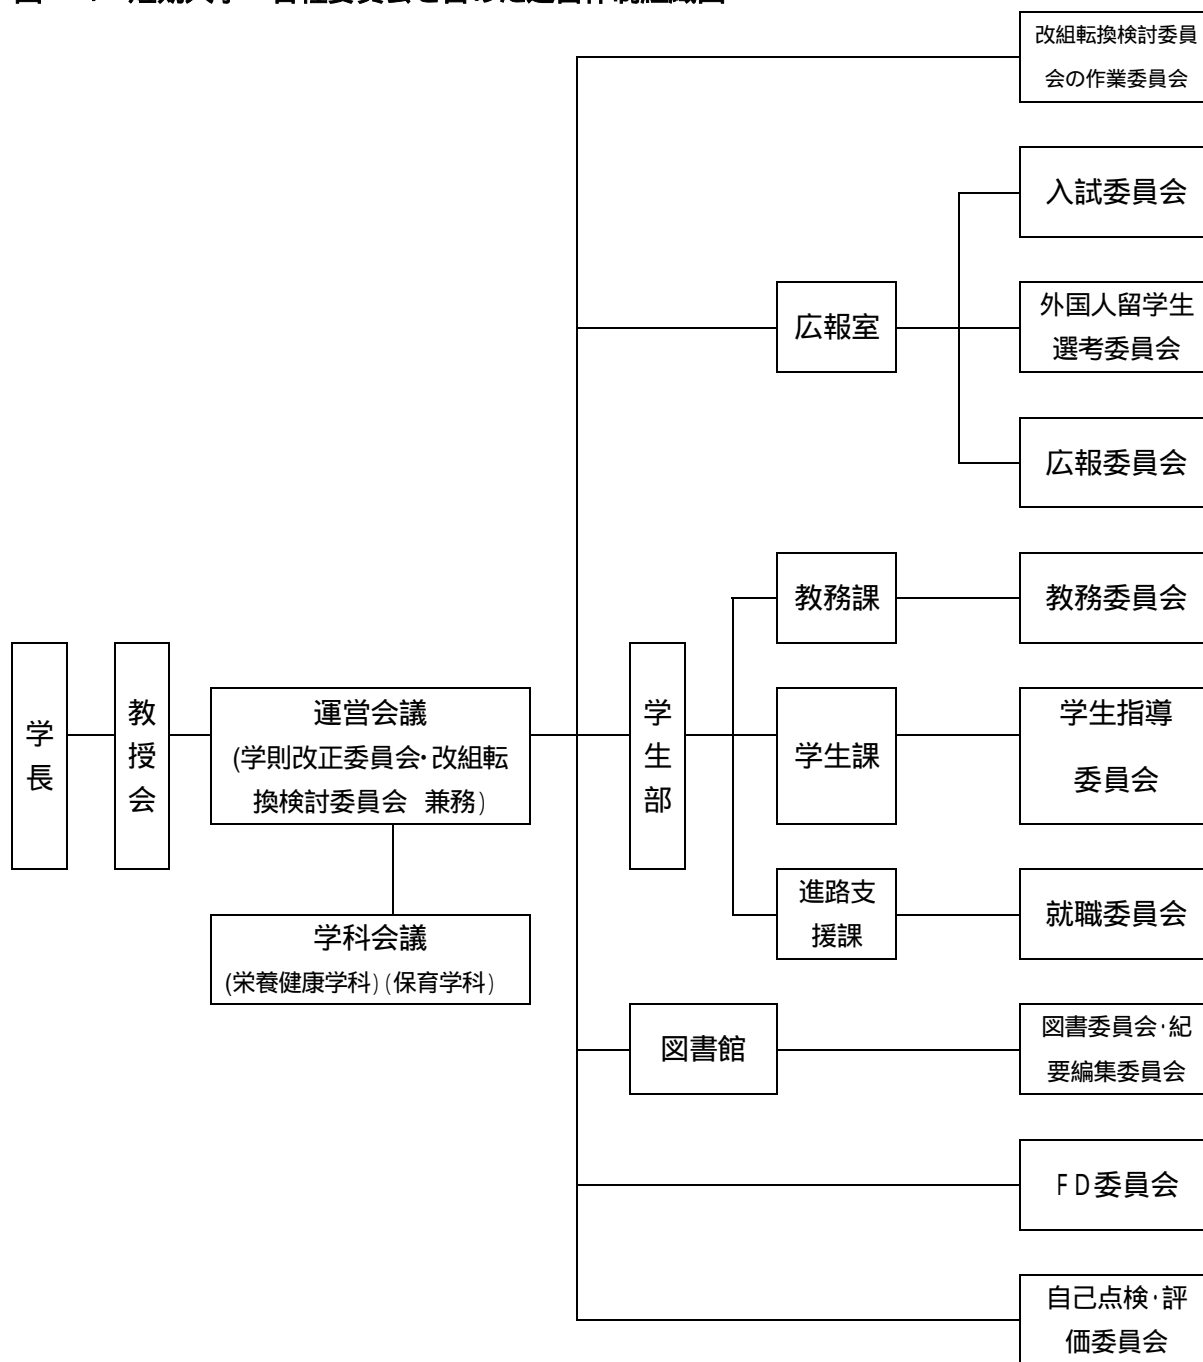 改組転換検討委員
会の作業委員会
入試委員会
広報室
外国人留学生
選考委員会
広報委員会
教務課
教務委員会
学長
教授会
運営会議
(学則改正委員会・改組転
換検討委員会 兼務)
学科会議
(栄養健康学科)(保育学科)
学生部
学生課
学生指導
委員会
進路支
援課
就職委員会
図書館
図書委員会・紀
要編集委員会
FD委員会
自己点検・評
価委員会